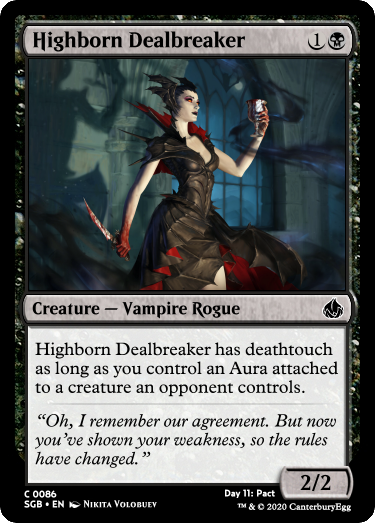 Highborn Dealbreaker 1
Creature — Vampire Rogue
Highborn Dealbreaker has deathtouch
as long as you control an Aura attached
to a creature an opponent controls.
“Oh, I remember our agreement. But now
you’ve shown your weakness, so the rules
have changed.”
2/2
C 0086 Day 11: Pact
SGB • EN Nikita Volobuev ™ & © 2020 CanterburyEgg